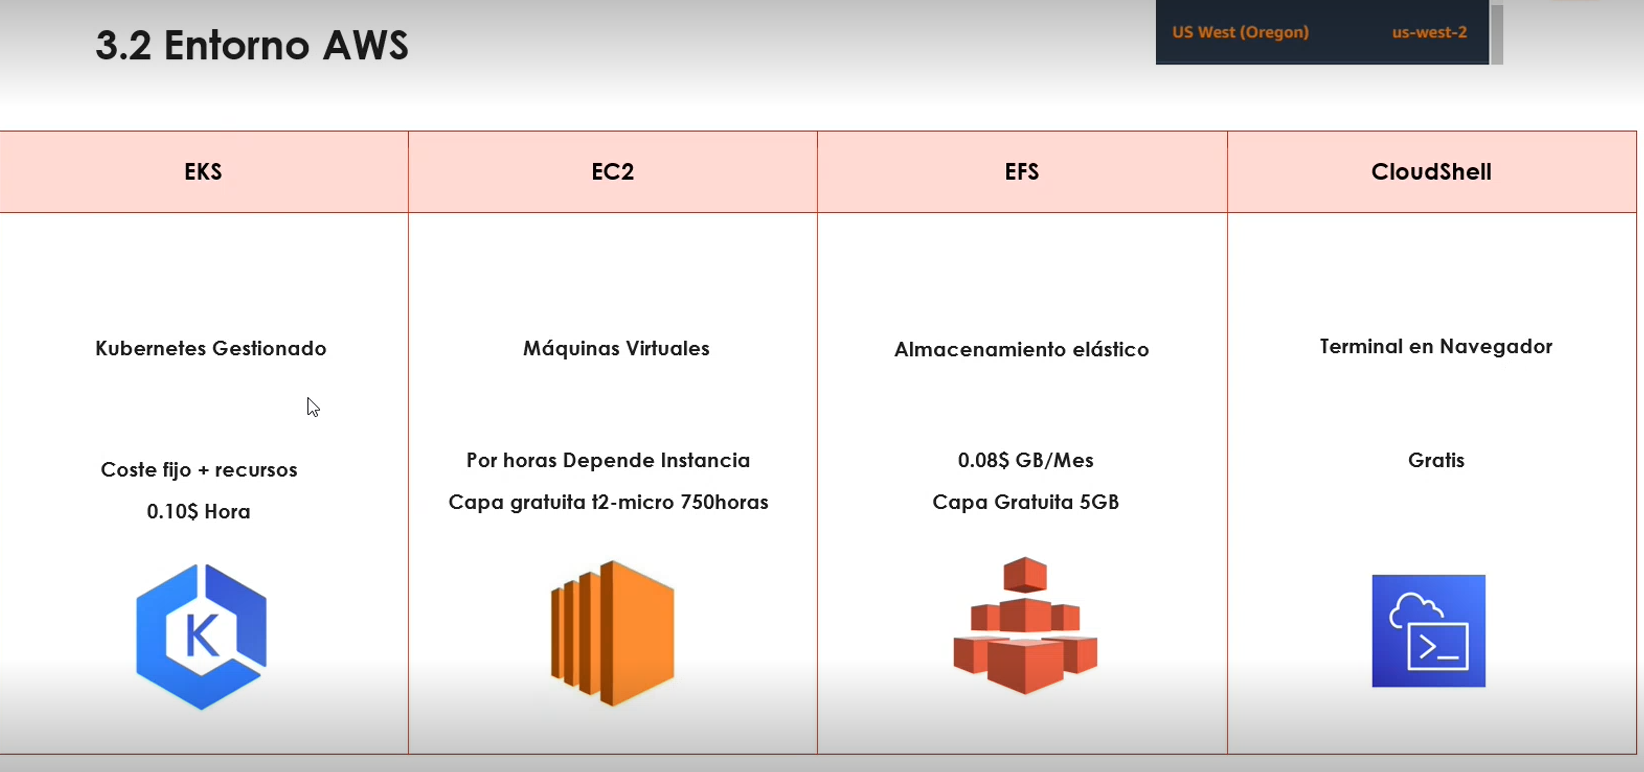 3.2 Entorno AWS
US West (Oregon) us-west-2
EKS
EC2
EFS
CloudShell
Kubernetes Gestionado
Máquinas Virtuales
Almacenamiento elástico
Terminal en Navegador
Coste fijo + recursos
0.10$ Hora
Por horas Depende Instancia
Capa gratuita t2-micro 750horas
0.08$ GB/Mes
Capa Gratuita 5GB
Gratis
K
>_